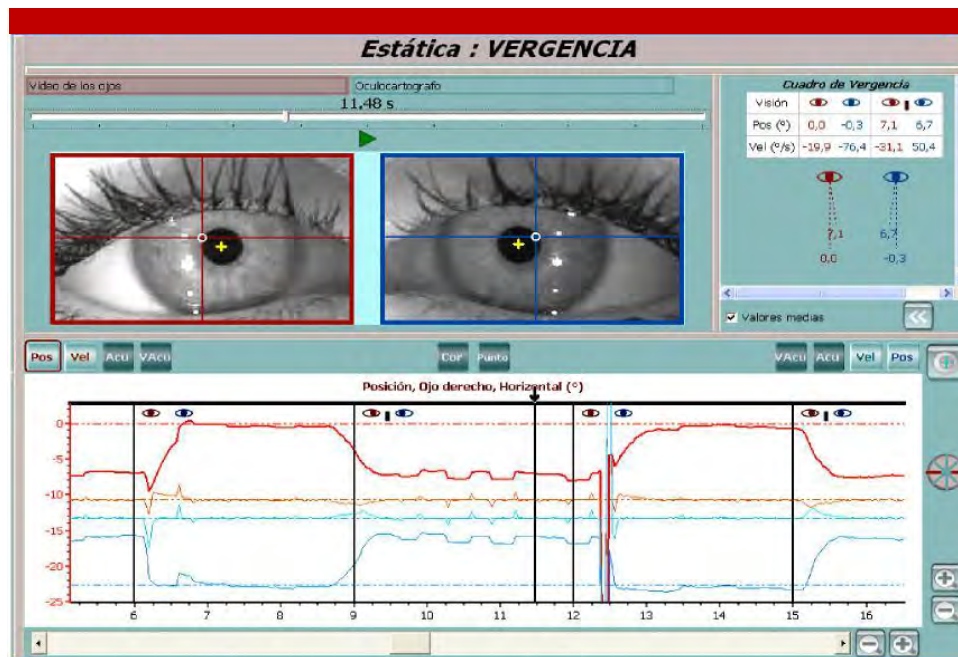 Estática : VERGENCIA
Vídeo de los ojos
Oculocartografo
11,48 s
Cuadro de Vergencia
Visión
Pos (°) 0,0 -0,3 7,1 6,7
Vel (°/s) -19,9 -76,4 -31,1 50,4
7,1 6,7
0,0 -0,3
Valores medias
Pos Vel Acu VAcu Cor Punto VAcu Acu Vel Pos
Posición, Ojo derecho, Horizontal (°)
0
-5
-10
-15
-20
-25
6 7 8 9 10 11 12 13 14 15 16